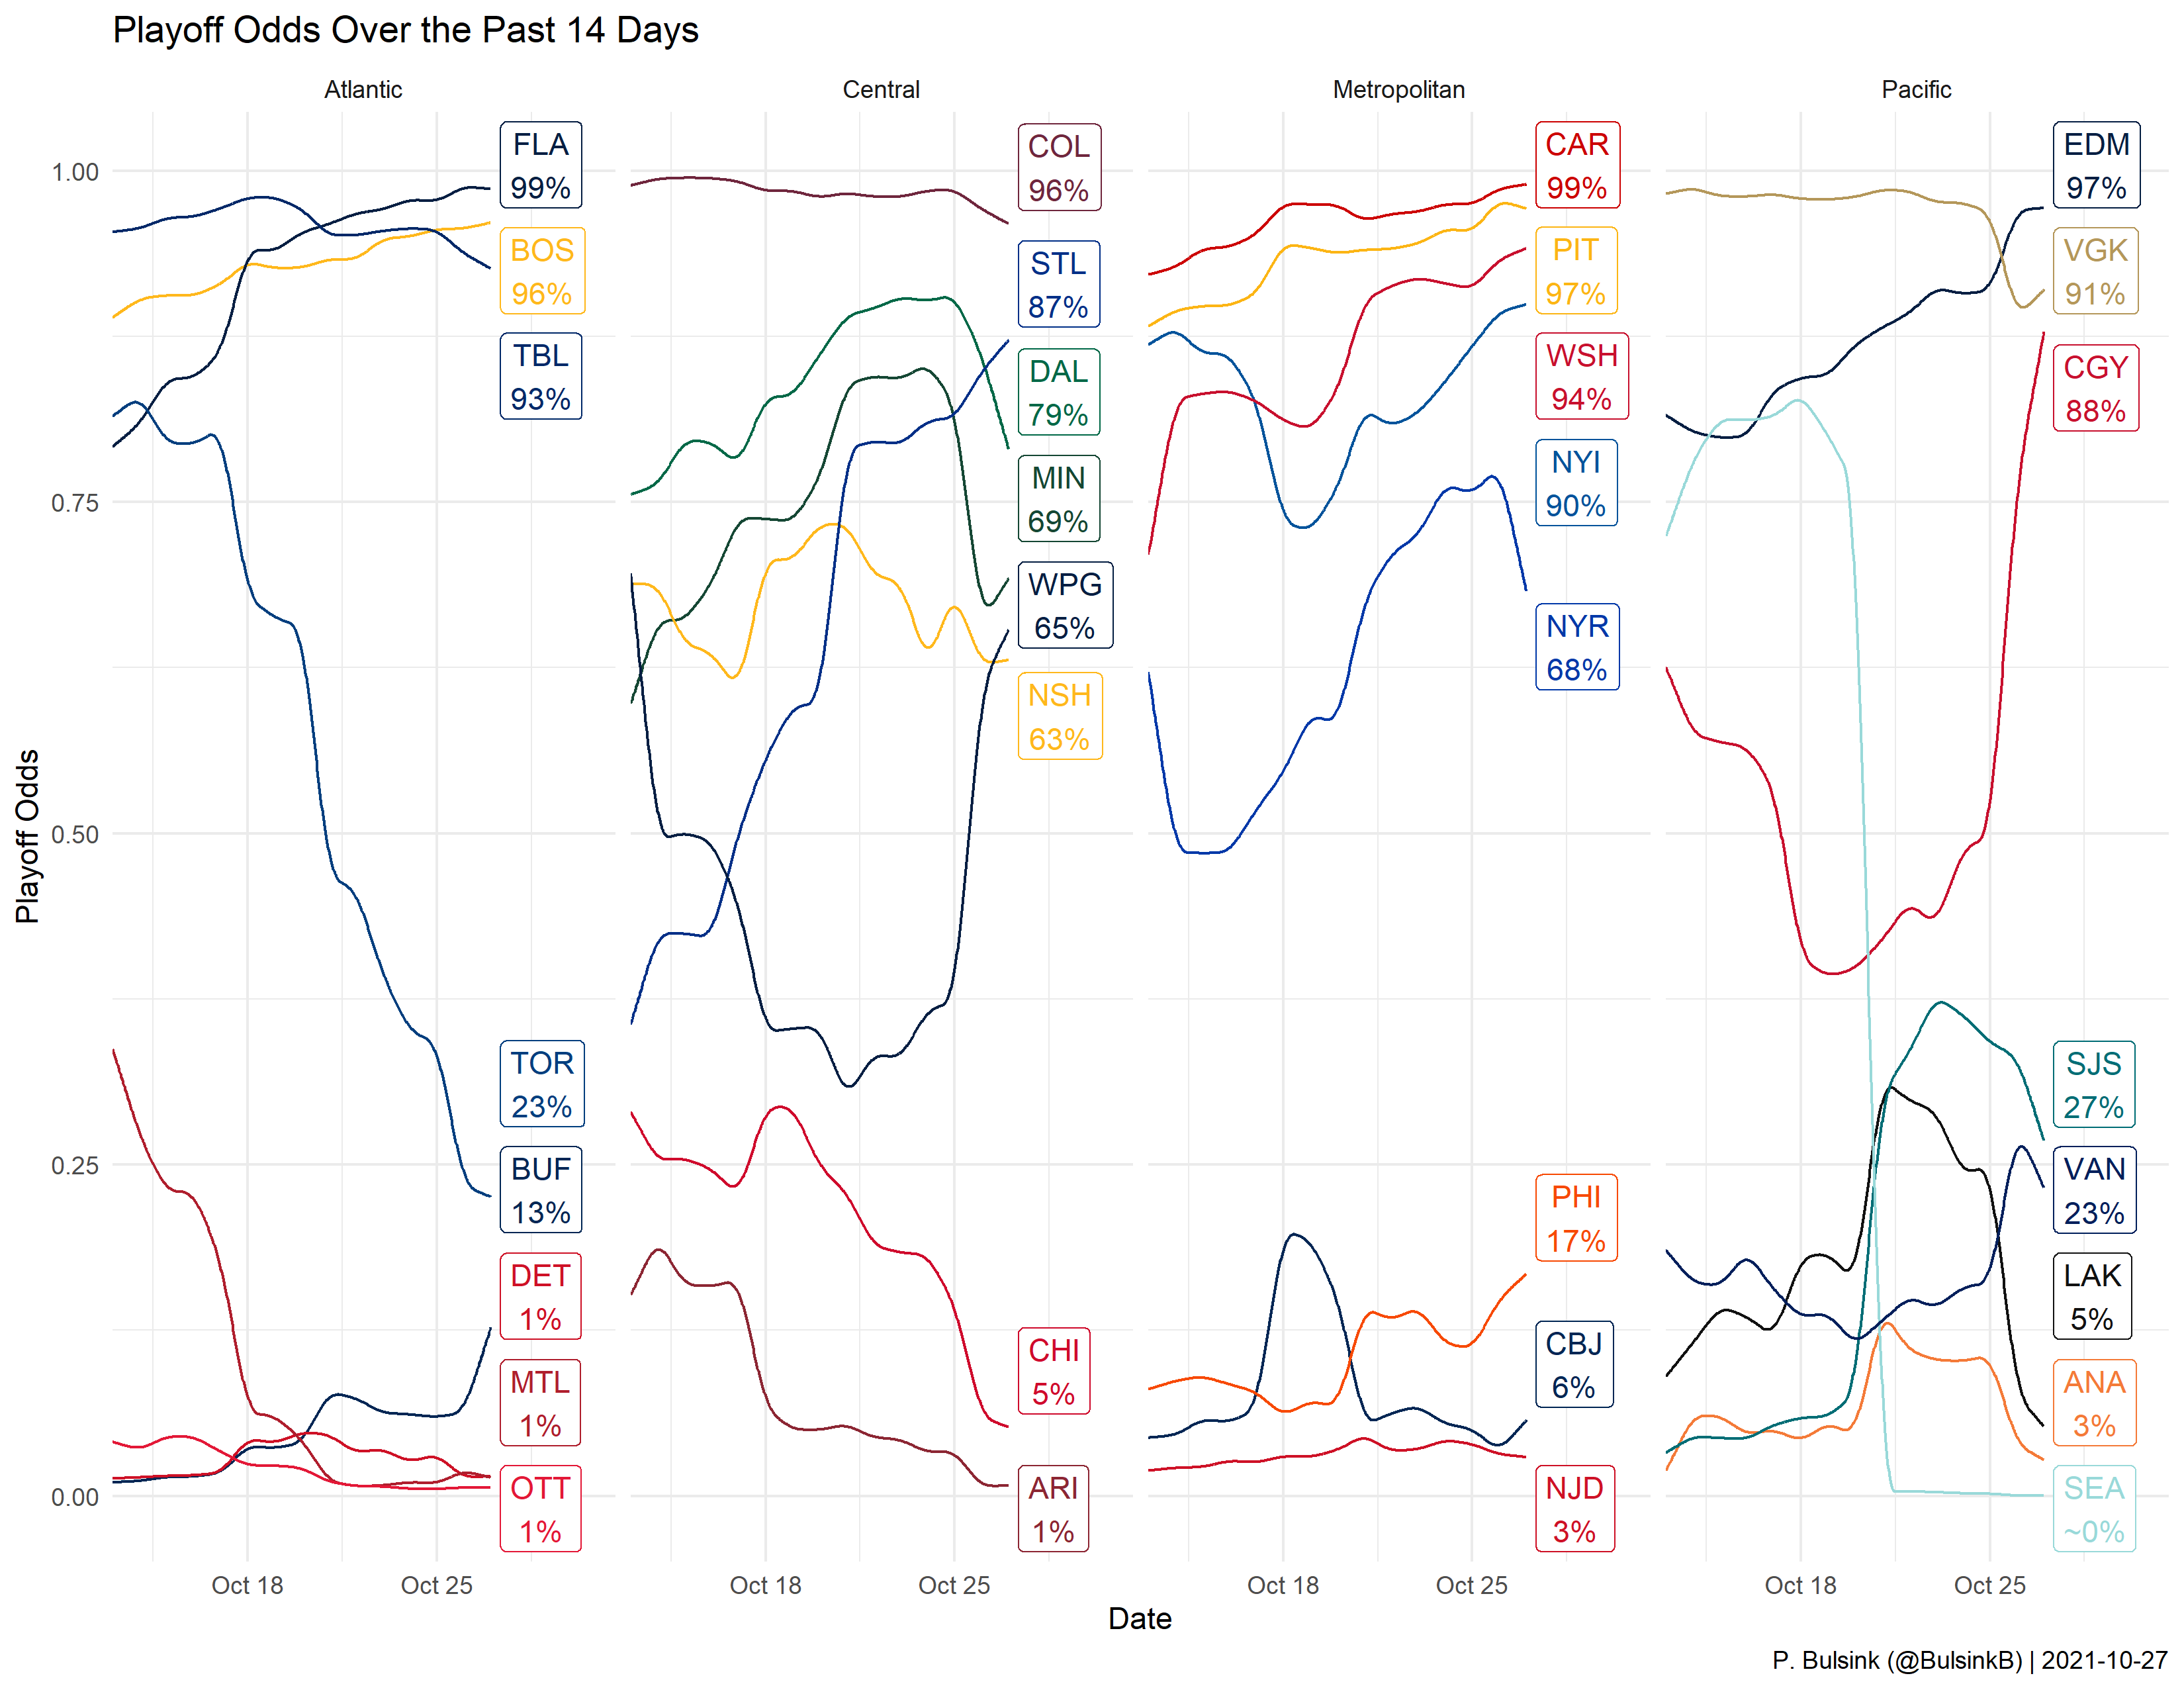 Playoff Odds Over the Past 14 Days
Atlantic
Central
Metropolitan
Pacific
Playoff Odds
1.00
0.75
0.50
0.25
0.00
FLA
99%
BOS
96%
TBL
93%
TOR
23%
BUF
13%
DET
1%
MTL
1%
OTT
1%
COL
96%
STL
87%
DAL
79%
MIN
69%
WPG
65%
NSH
63%
CHI
5%
ARI
1%
CAR
99%
PIT
97%
WSH
94%
NYI
90%
NYR
68%
PHI
17%
CBJ
6%
NJD
3%
EDM
97%
VGK
91%
CGY
88%
SJS
27%
VAN
23%
LAK
5%
ANA
3%
SEA
~0%
Oct 18
Oct 25
Oct 18
Oct 25
Oct 18
Oct 25
Oct 18
Oct 25
Date
P. Bulsink (@BulsinkB) | 2021-10-27